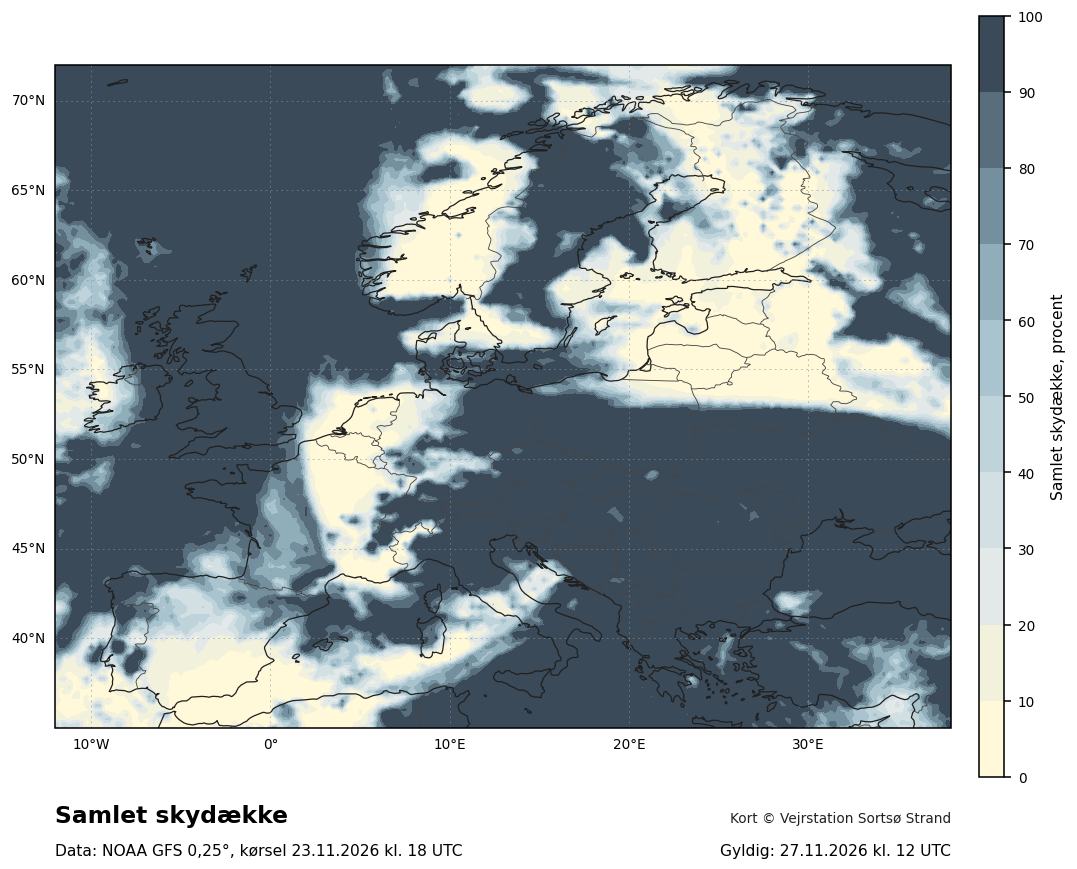 100
90
80
70
60
50
40
30
20
10
0
Samlet skydække, procent
70°N
65°N
60°N
55°N
50°N
45°N
40°N
10°W
0°
10°E
20°E
30°E
Samlet skydække
Kort © Vejrstation Sortsø Strand
Data: NOAA GFS 0,25°, kørsel 23.11.2026 kl. 18 UTC
Gyldig: 27.11.2026 kl. 12 UTC